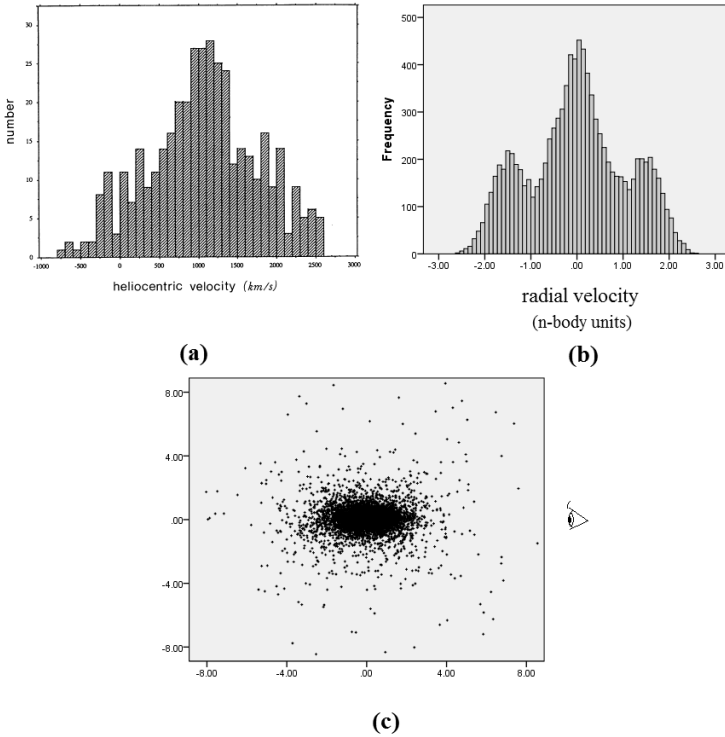 30
25
20
15
10
5
0
number
-1000 -500 0 500 1000 1500 2000 2500 3000
heliocentric velocity (km/s)
(a)
500
400
300
200
100
0
Frequency
-3.00 -2.00 -1.00 .00 1.00 2.00 3.00
radial velocity
(n-body units)
(b)
8.00
4.00
.00
-4.00
-8.00
-8.00 -4.00 .00 4.00 8.00
(c)